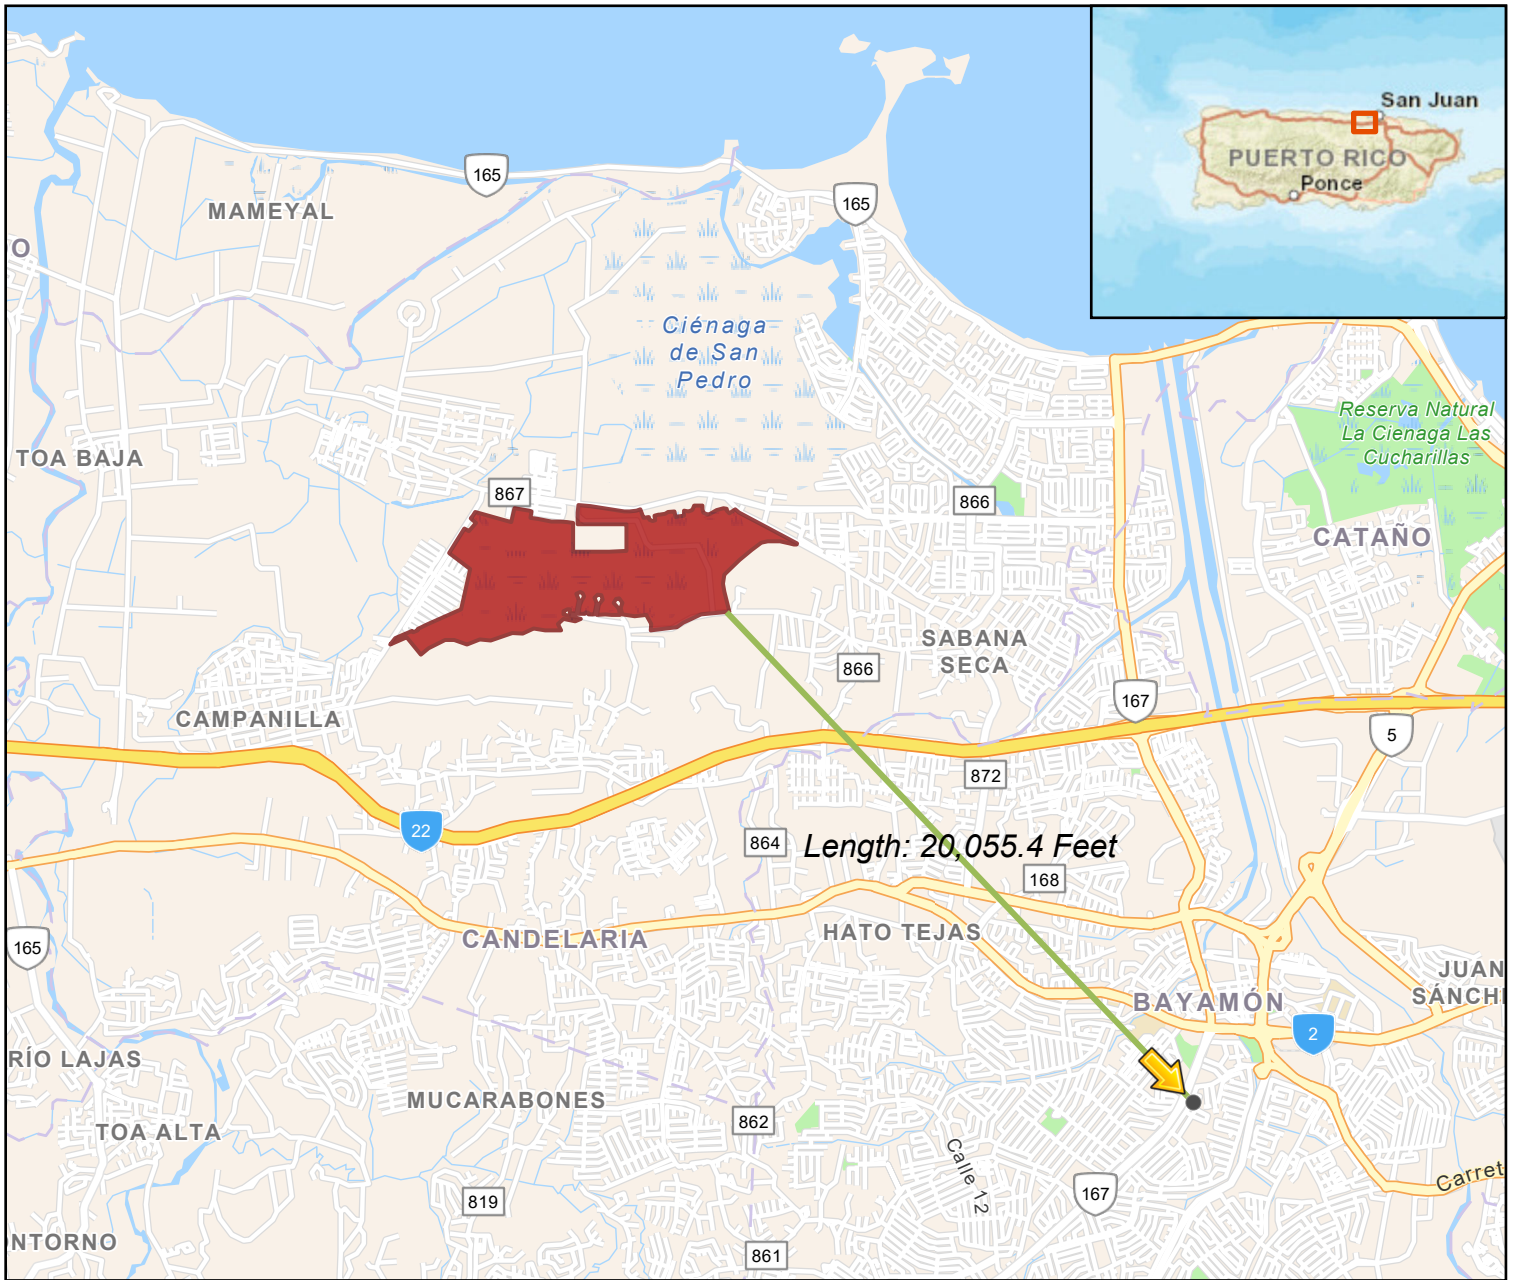 San Juan
PUERTO RICO
Ponce
165
165
MAMEYAL
O
Ciénaga
de San
Pedro
Reserva Natural
La Cienaga Las
Cucharillas
TOA BAJA
867
866
CATAÑO
SABANA
SECA
866
167
CAMPANILLA
5
872
22
864
Length: 20,055.4 Feet
168
165
CANDELARIA
HATO TEJAS
JUAN
SÁNCH
BAYAMÓN
2
RÍO LAJAS
MUCARABONES
862
TOA ALTA
Calle 12
167
Carret
819
NTORNO
861